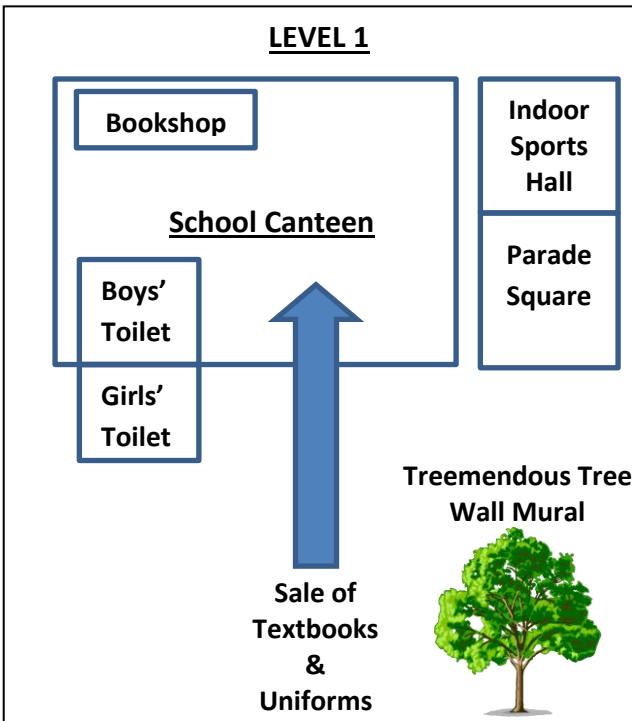 LEVEL 1
Bookshop
School Canteen
Boys’
Toilet
Girls’
Toilet
Indoor
Sports
Hall
Parade
Square
Treemendous Tree
Wall Mural
Sale of
Textbooks
&
Uniforms